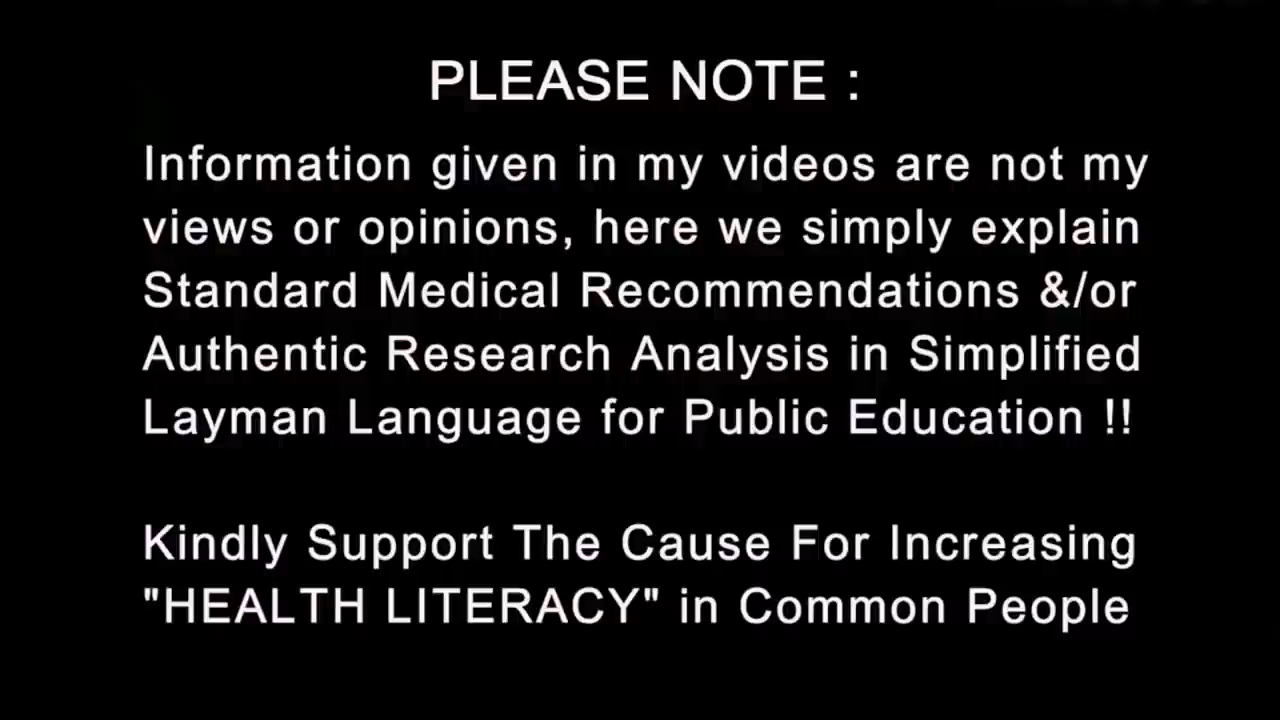 PLEASE NOTE :
Information given in my videos are not my
views or opinions, here we simply explain
Standard Medical Recommendations &/or
Authentic Research Analysis in Simplified
Layman Language for Public Education !!
Kindly Support The Cause For Increasing
"HEALTH LITERACY" in Common People